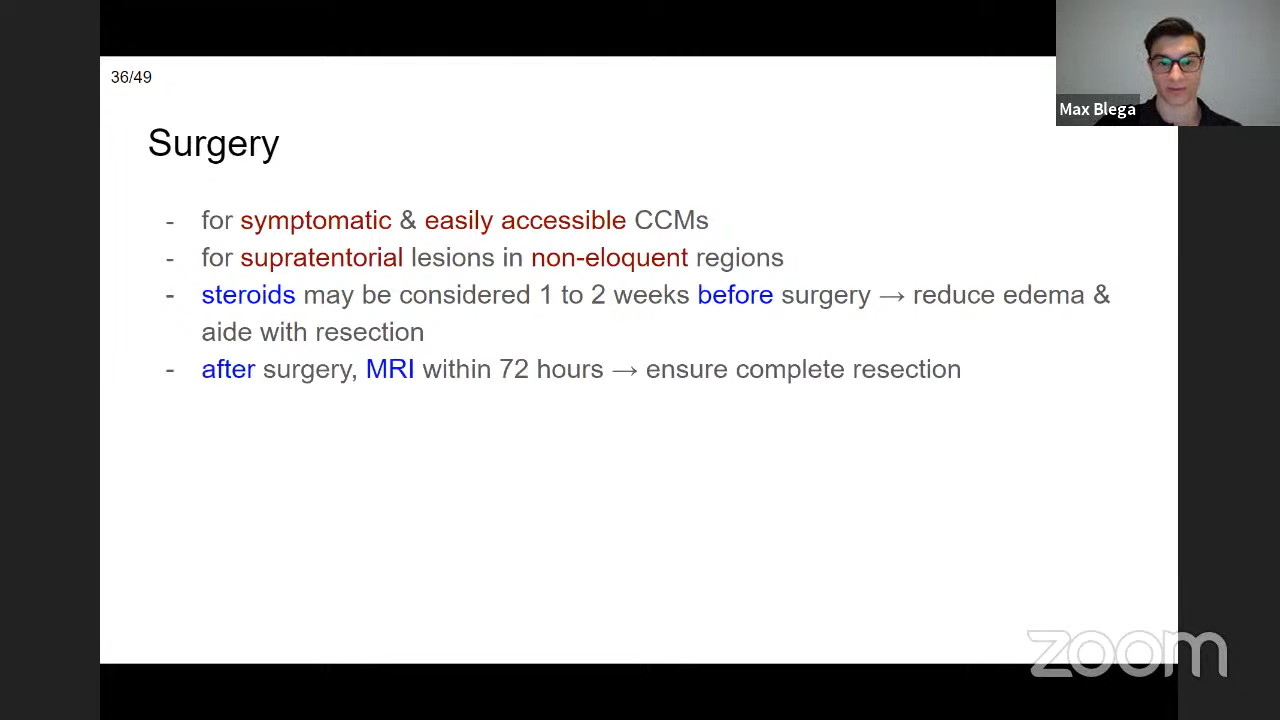 36/49
Max Blega
Surgery
- for symptomatic & easily accessible CCMs
- for supratentorial lesions in non-eloquent regions
- steroids may be considered 1 to 2 weeks before surgery → reduce edema &
aide with resection
- after surgery, MRI within 72 hours → ensure complete resection
zoom